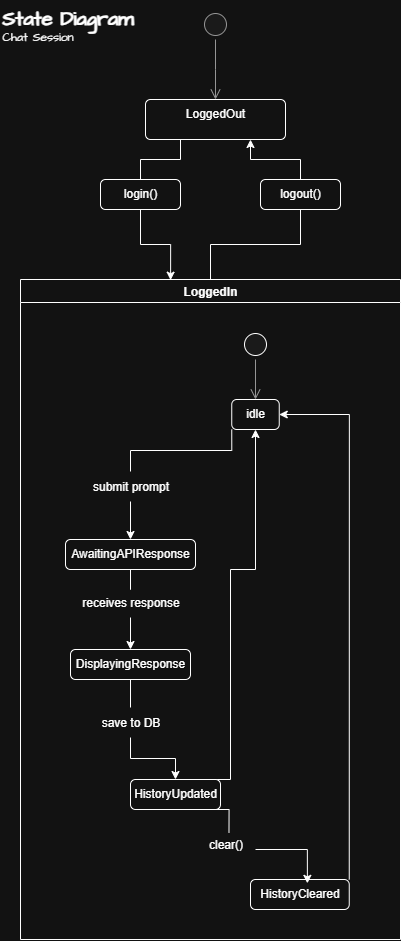 State Diagram
Chat Session
LoggedOut
login()
logout()
LoggedIn
idle
submit prompt
AwaitingAPIResponse
receives response
DisplayingResponse
save to DB
HistoryUpdated
clear()
HistoryCleared